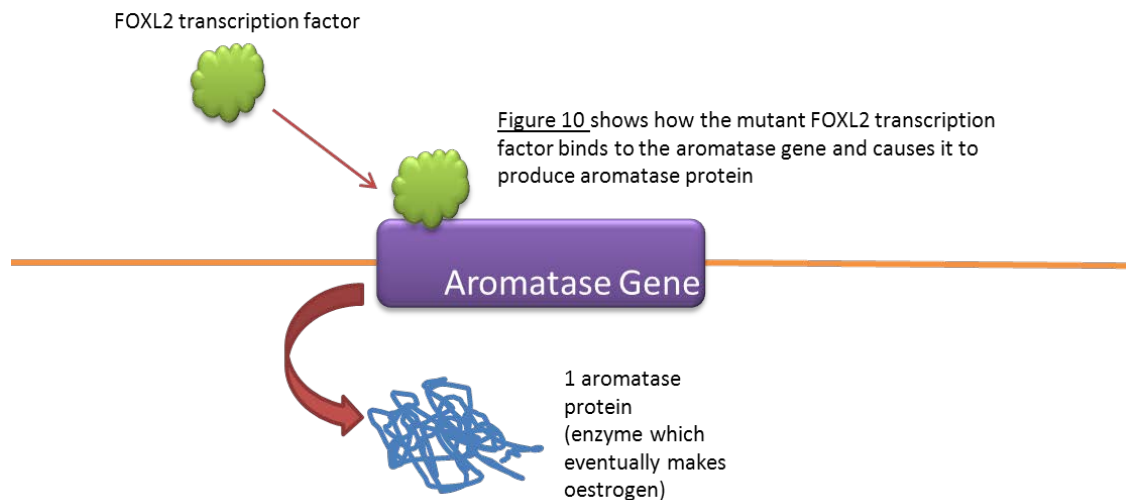 FOXL2 transcription factor
Figure 10 shows how the mutant FOXL2 transcription
factor binds to the aromatase gene and causes it to
produce aromatase protein
Aromatase Gene
1 aromatase
protein
(enzyme which
eventually makes
oestrogen)